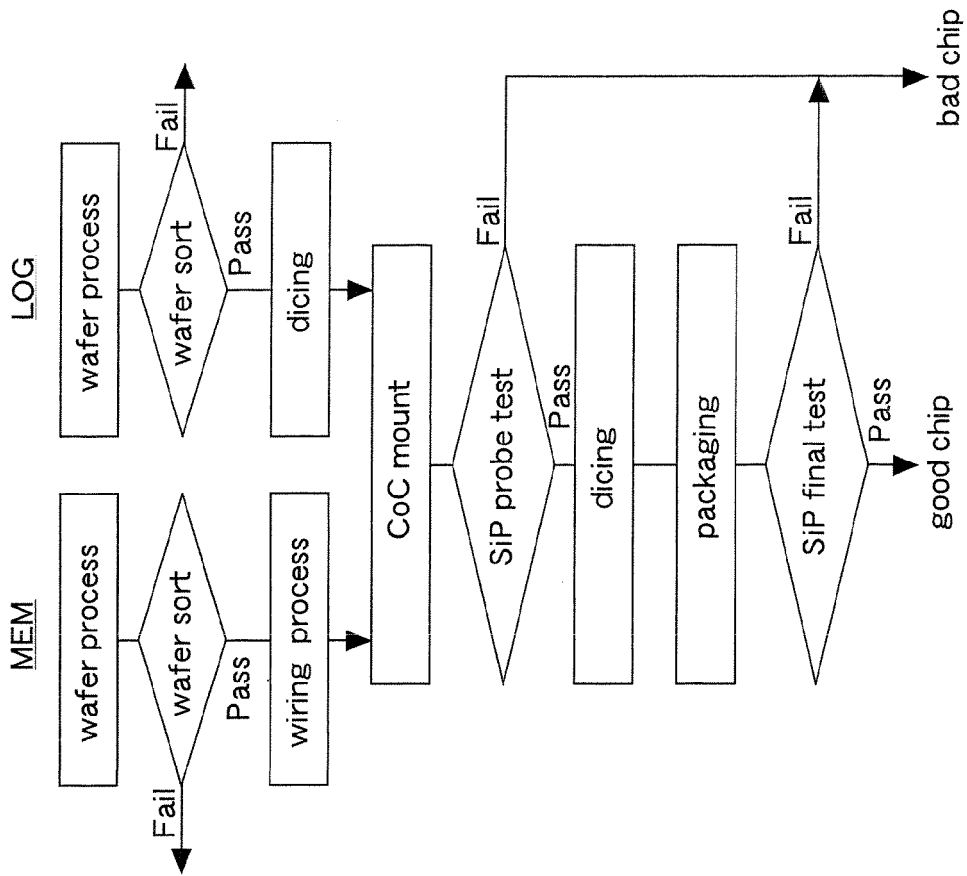 MEM
LOG
wafer process
wafer process
wafer sort
wafer sort
Fail
Fail
Pass
Pass
wiring process
dicing
CoC mount
SiP probe test
Fail
Pass
dicing
packaging
SiP final test
Fail
Pass
good chip
bad chip